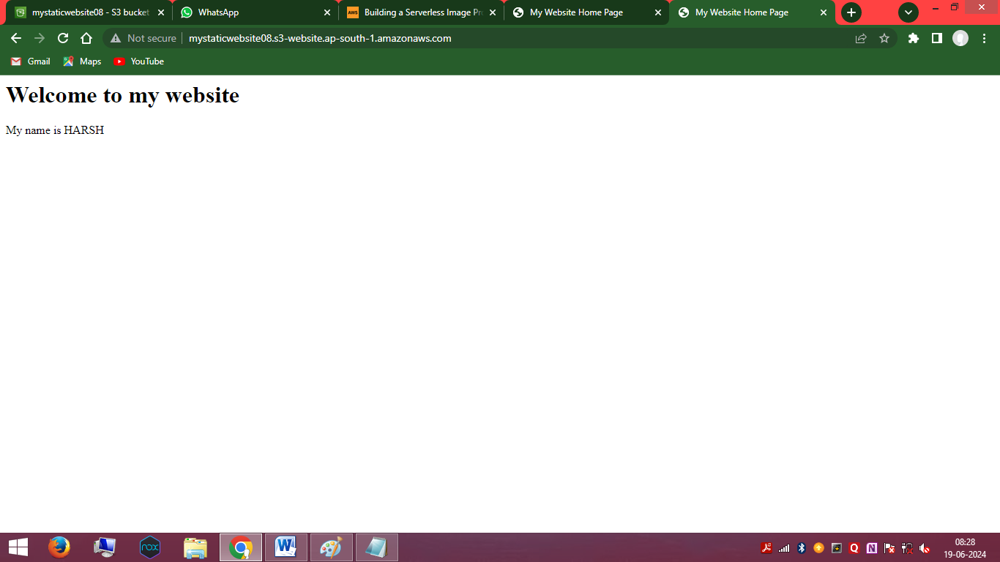 mystaticwebsite08 - S3 bucket
WhatsApp
AWS Building a Serverless Image Pr
My Website Home Page
My Website Home Page
Not secure | mystaticwebsite08.s3-website.ap-south-1.amazonaws.com
Gmail
Maps
YouTube
Welcome to my website
My name is HARSH
nox
W
Q
N
08:28
19-06-2024